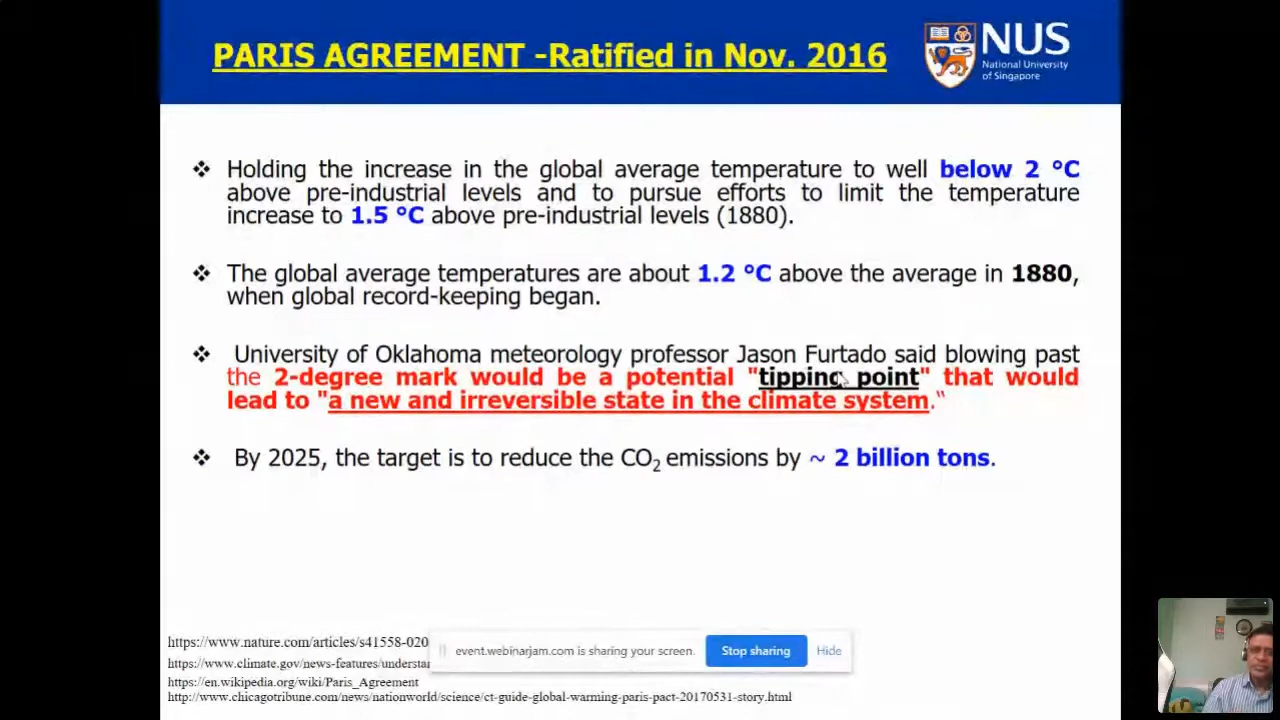 PARIS AGREEMENT -Ratified in Nov. 2016
NUS
National University
of Singapore
Holding the increase in the global average temperature to well below 2 °C
above pre-industrial levels and to pursue efforts to limit the temperature
increase to 1.5 °C above pre-industrial levels (1880).
The global average temperatures are about 1.2 °C above the average in 1880,
when global record-keeping began.
University of Oklahoma meteorology professor Jason Furtado said blowing past
the 2-degree mark would be a potential "tipping point" that would
lead to "a new and irreversible state in the climate system."
By 2025, the target is to reduce the CO₂ emissions by ~ 2 billion tons.
https://www.nature.com/articles/s41558-020
https://www.climate.gov/news-features/understa
https://en.wikipedia.org/wiki/Paris_Agreement
http://www.chicagotribune.com/news/nationworld/science/ct-guide-global-warming-paris-pact-20170531-story.html
event.webinarjam.com is sharing your screen.
Stop sharing
Hide